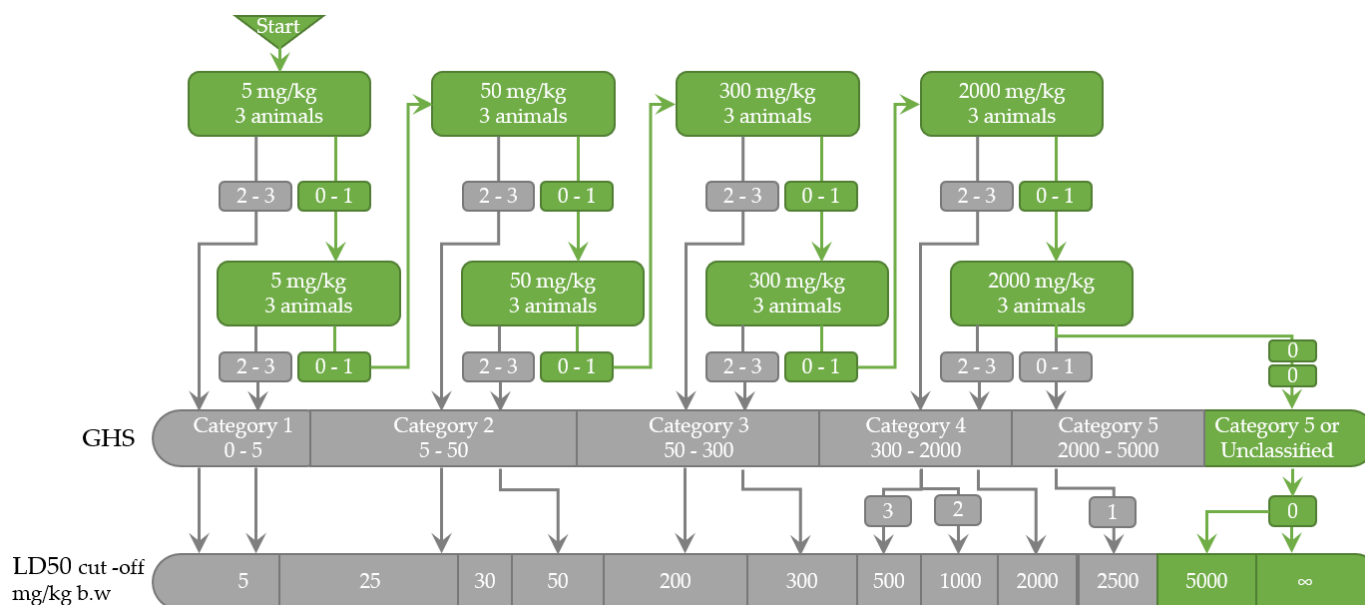 Start
5 mg/kg
3 animals
50 mg/kg
3 animals
300 mg/kg
3 animals
2000 mg/kg
3 animals
2 - 3
0 - 1
2 - 3
0 - 1
2 - 3
0 - 1
2 - 3
0 - 1
5 mg/kg
3 animals
50 mg/kg
3 animals
300 mg/kg
3 animals
2000 mg/kg
3 animals
2 - 3
0 - 1
2 - 3
0 - 1
2 - 3
0 - 1
2 - 3
0 - 1
0
0
GHS
Category 1
0 - 5
Category 2
5 - 50
Category 3
50 - 300
Category 4
300 - 2000
Category 5
2000 - 5000
Category 5 or
Unclassified
3
2
1
0
LD50 cut -off
mg/kg b.w
5
25
30
50
200
300
500
1000
2000
2500
5000
∞